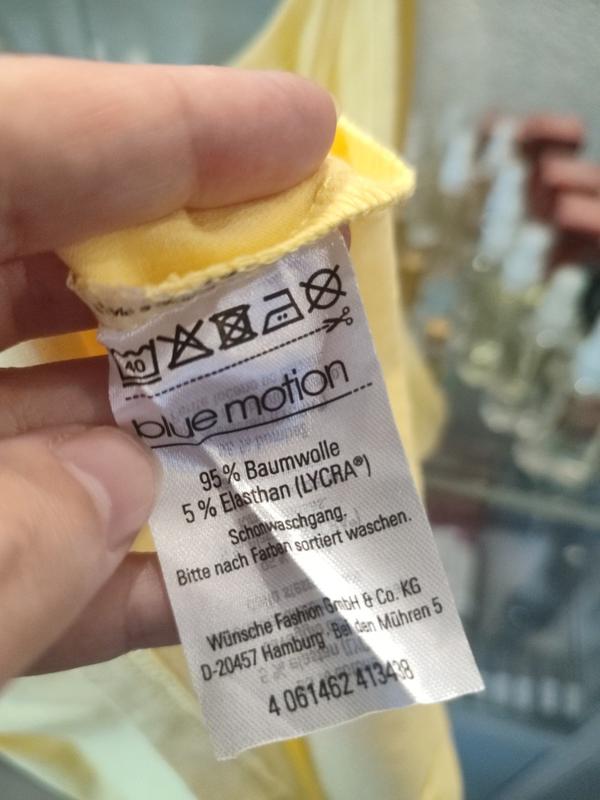 40
blue motion
95 % Baumwolle
5 % Elasthan (LYCRA®)
Schonwaschgang.
Bitte nach Farben sortiert waschen.
Wünsche Fashion GmbH & Co. KG
D-20457 Hamburg · Bei den Mühren 5
4 061462 413438